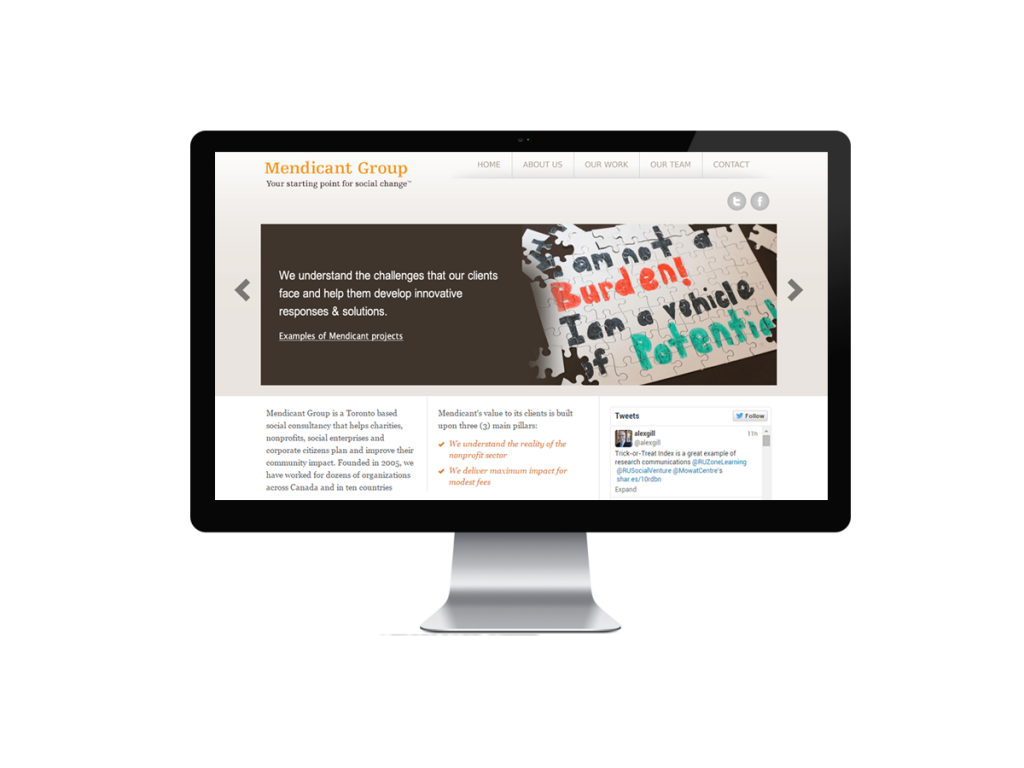 Mendicant Group
Your starting point for social change™
HOME
ABOUT US
OUR WORK
OUR TEAM
CONTACT
We understand the challenges that our clients
face and help them develop innovative
responses & solutions.
Examples of Mendicant projects
I am not a
Burden!
I am a vehicle
of Potential
Mendicant Group is a Toronto based
social consultancy that helps charities,
nonprofits, social enterprises and
corporate citizens plan and improve their
community impact. Founded in 2005, we
have worked for dozens of organizations
across Canada and in ten countries
Mendicant's value to its clients is built
upon three (3) main pillars:
We understand the reality of the
nonprofit sector
We deliver maximum impact for
modest fees
Tweets
Follow
alexgill
11h
@alexgill
Trick-or-Treat Index is a great example of
research communications @RUZoneLearning
@RUSocialVenture @MowatCentre's
shar.es/10rdbn
Expand